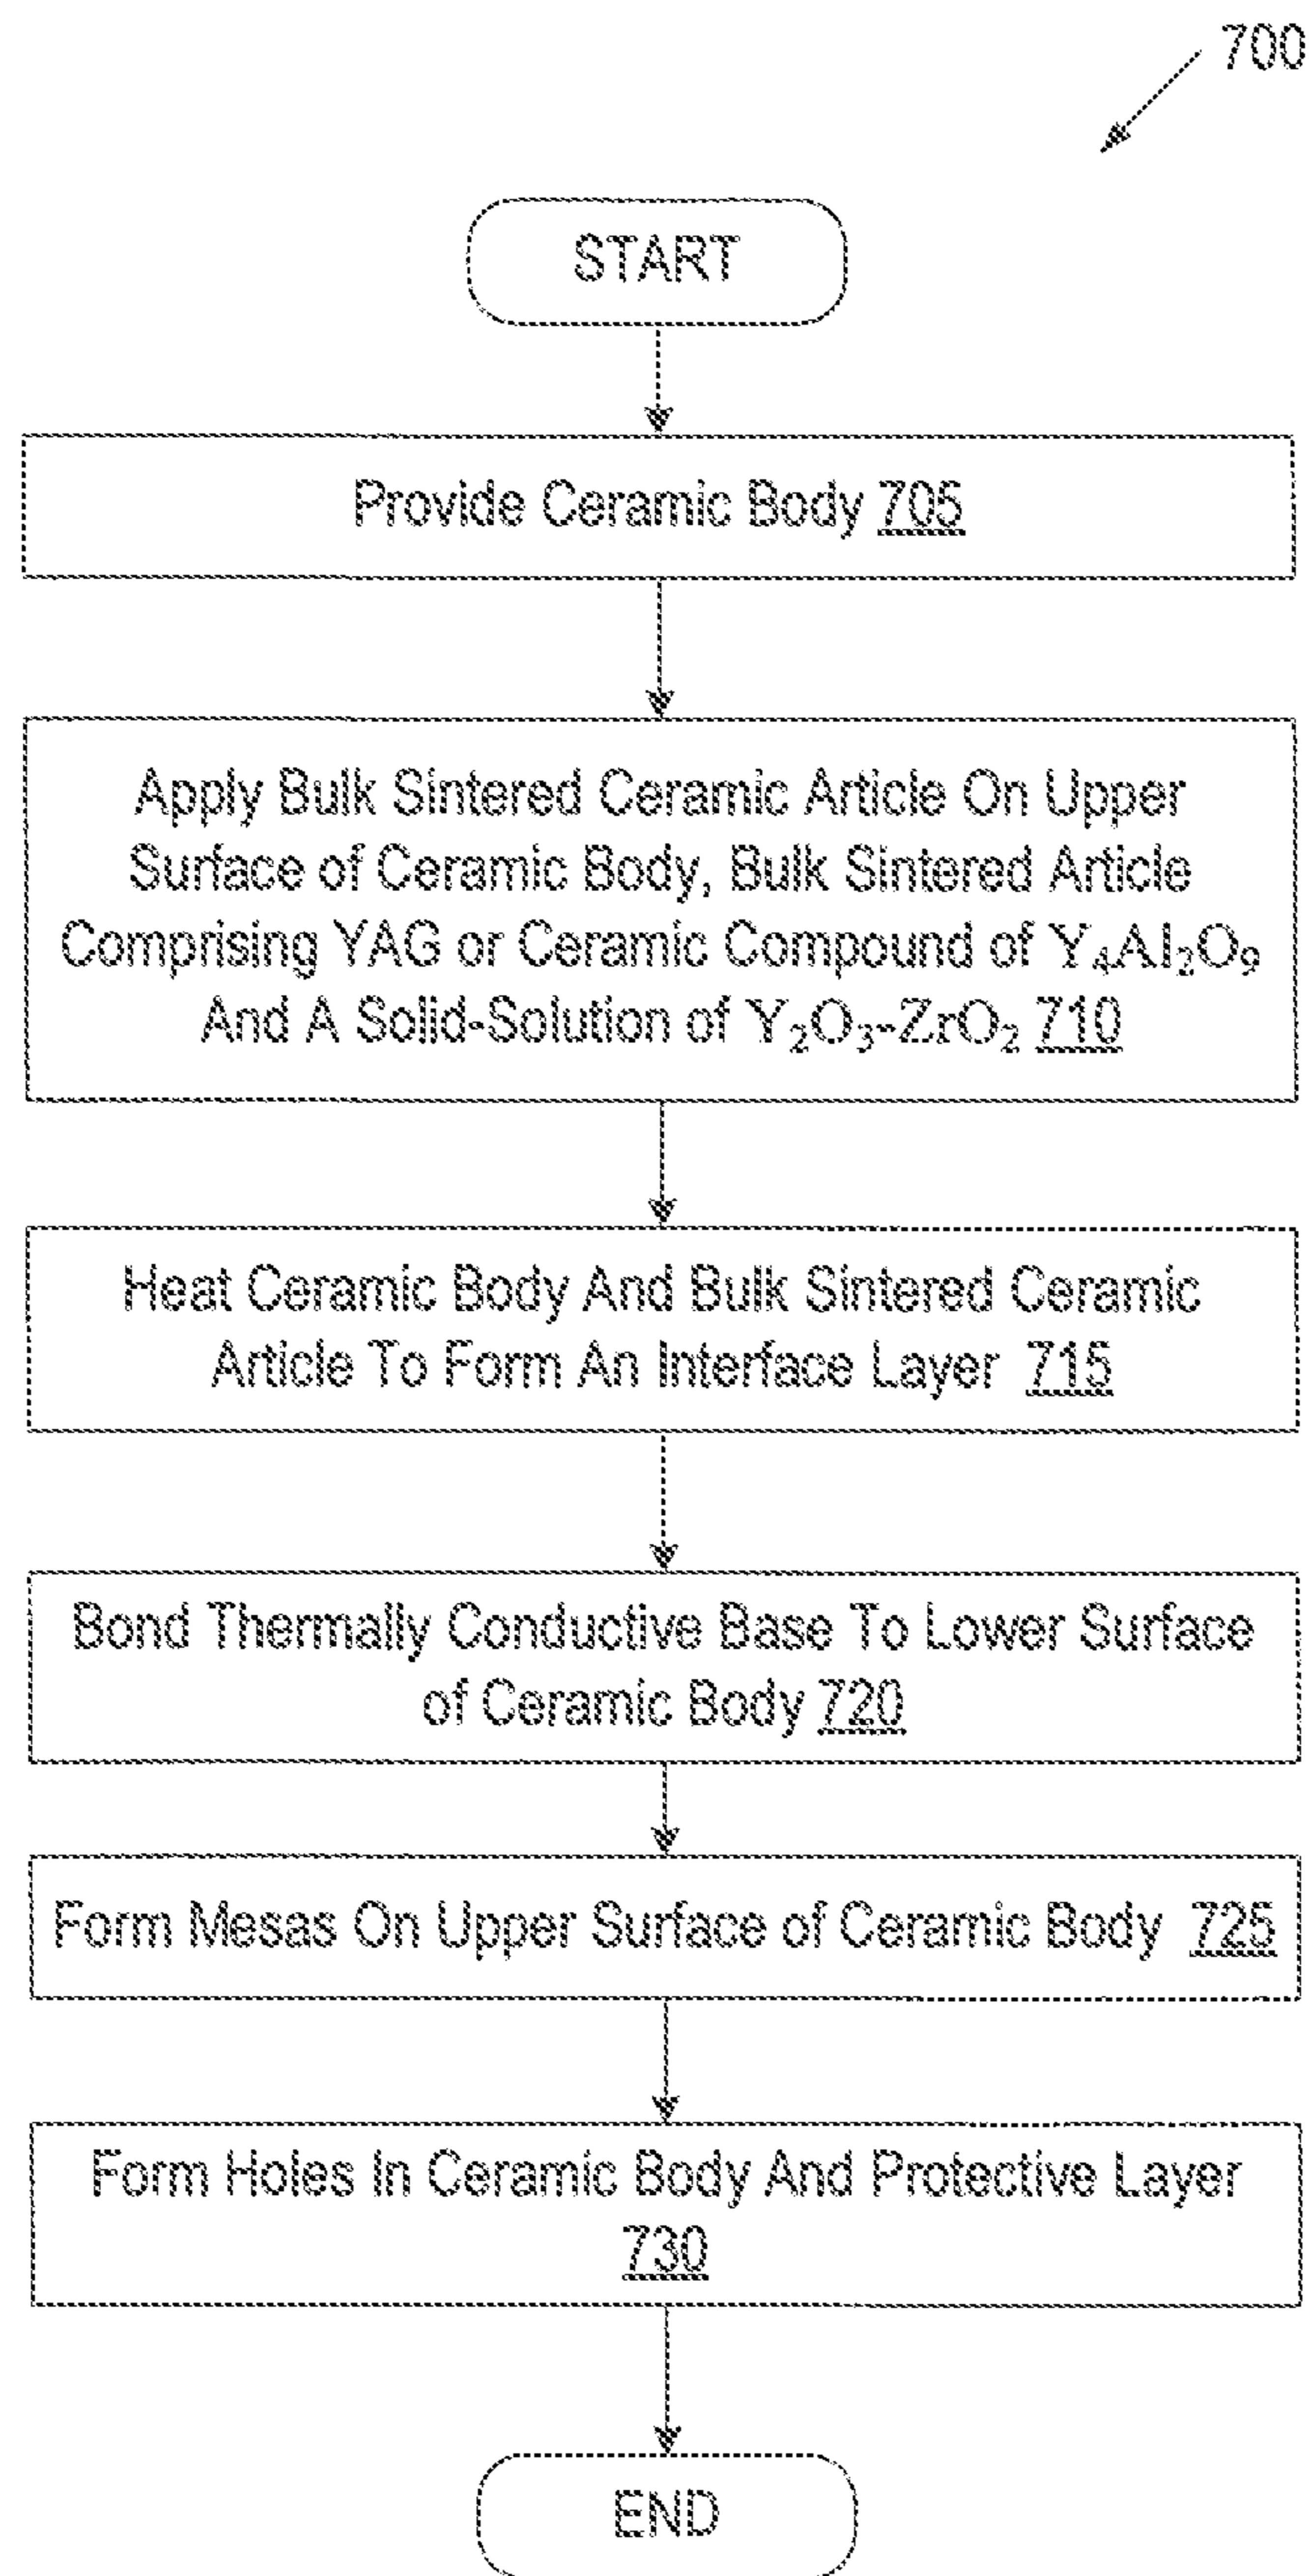 700
START
Provide Ceramic Body 705
Apply Bulk Sintered Ceramic Article On Upper
Surface of Ceramic Body, Bulk Sintered Article
Comprising YAG or Ceramic Compound of Y₄Al₂O₉
And A Solid-Solution of Y₂O₃-ZrO₂ 710
Heat Ceramic Body And Bulk Sintered Ceramic
Article To Form An Interface Layer 715
Bond Thermally Conductive Base To Lower Surface
of Ceramic Body 720
Form Mesas On Upper Surface of Ceramic Body 725
Form Holes In Ceramic Body And Protective Layer
730
END